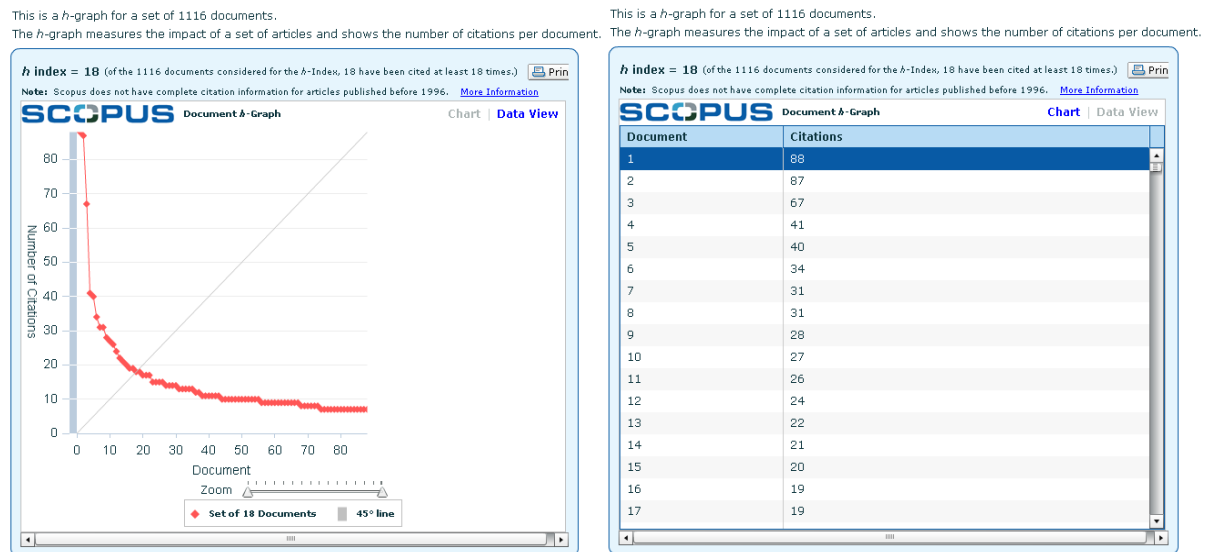 This is a h-graph for a set of 1116 documents.
The h-graph measures the impact of a set of articles and shows the number of citations per document.
h index = 18 (of the 1116 documents considered for the h-Index, 18 have been cited at least 18 times.) Prin
Note: Scopus does not have complete citation information for articles published before 1996. More Information
SCOPUS Document h-Graph Chart | Data View
80
70
60
50
40
30
20
10
0
Number of Citations
0 10 20 30 40 50 60 70 80
Document
Zoom
Set of 18 Documents 45° line
This is a h-graph for a set of 1116 documents.
The h-graph measures the impact of a set of articles and shows the number of citations per document.
h index = 18 (of the 1116 documents considered for the h-Index, 18 have been cited at least 18 times.) Prin
Note: Scopus does not have complete citation information for articles published before 1996. More Information
SCOPUS Document h-Graph Chart | Data View
Document Citations
1 88
2 87
3 67
4 41
5 40
6 34
7 31
8 31
9 28
10 27
11 26
12 24
13 22
14 21
15 20
16 19
17 19